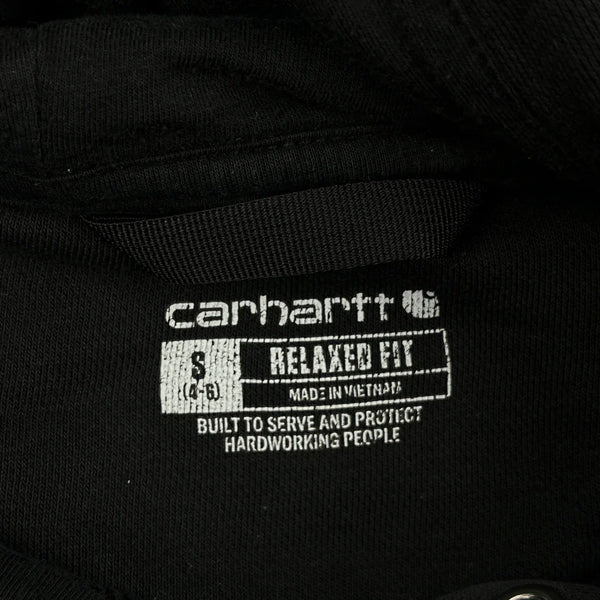 carhartt
S
(4-6)
RELAXED FIT
MADE IN VIETNAM
BUILT TO SERVE AND PROTECT
HARDWORKING PEOPLE